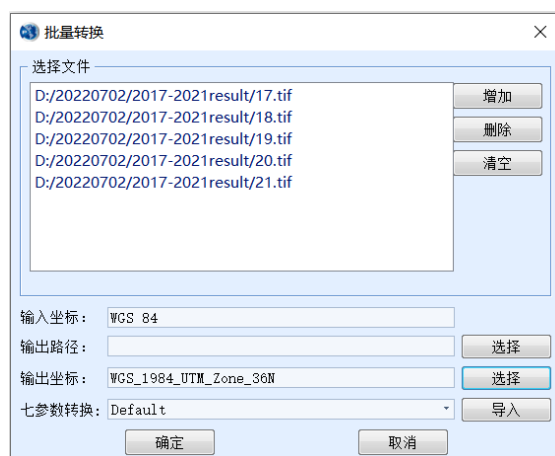 批量转换
选择文件
D:/20220702/2017-2021result/17.tif
D:/20220702/2017-2021result/18.tif
D:/20220702/2017-2021result/19.tif
D:/20220702/2017-2021result/20.tif
D:/20220702/2017-2021result/21.tif
增加
删除
清空
输入坐标： WGS 84
输出路径： 选择
输出坐标： WGS_1984_UTM_Zone_36N 选择
七参数转换： Default 导入
确定 取消